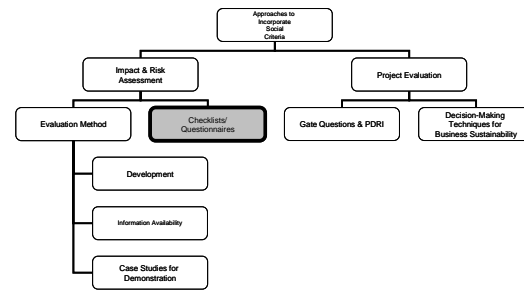 Approaches to
Incorporate
Social
Criteria
Impact & Risk
Assessment
Project Evaluation
Evaluation Method
Checklists/
Questionnaires
Gate Questions & PDRI
Decision-Making
Techniques for
Business Sustainability
Development
Information Availability
Case Studies for
Demonstration